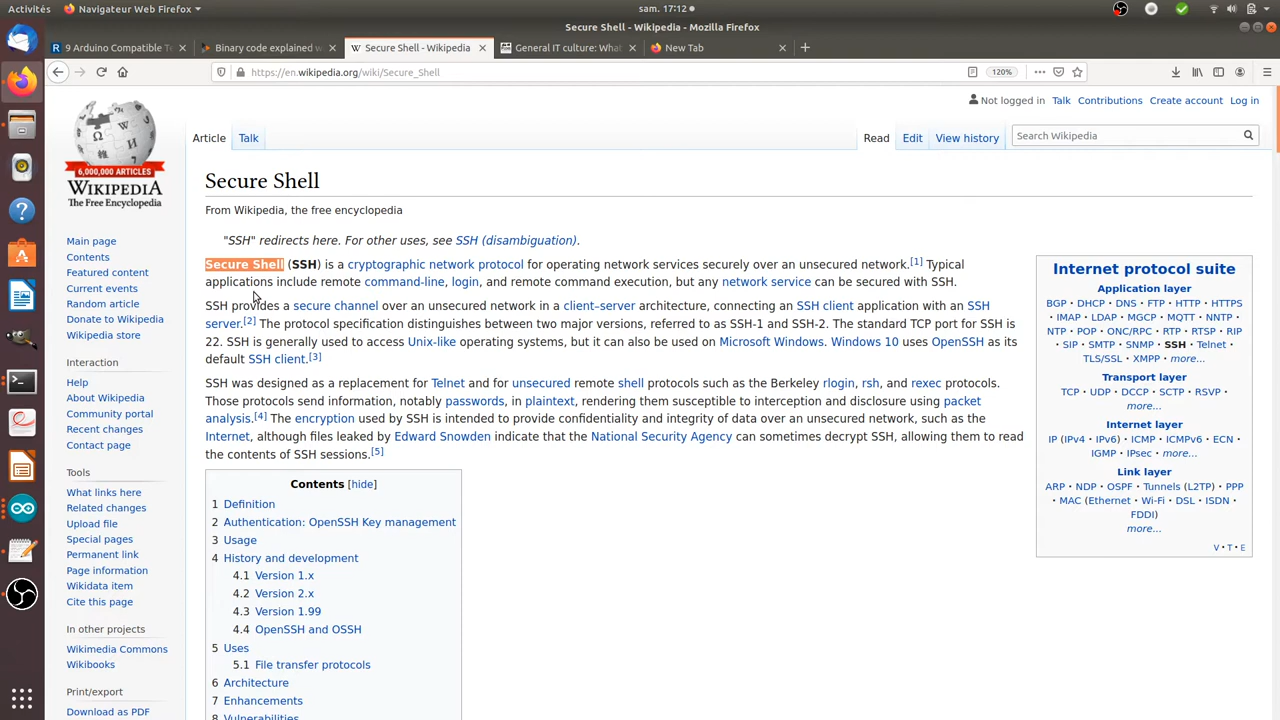 Activités
Navigateur Web Firefox
sam. 17:12
Secure Shell - Wikipedia - Mozilla Firefox
9 Arduino Compatible Te
Binary code explained w
Secure Shell - Wikipedia
General IT culture: What
New Tab
https://en.wikipedia.org/wiki/Secure_Shell
120%
Not logged in Talk Contributions Create account Log in
Article Talk
Read Edit View history
Search Wikipedia
6,000,000 ARTICLES
WIKIPEDIA
The Free Encyclopedia
Main page
Contents
Featured content
Current events
Random article
Donate to Wikipedia
Wikipedia store
Interaction
Help
About Wikipedia
Community portal
Recent changes
Contact page
Tools
What links here
Related changes
Upload file
Special pages
Permanent link
Page information
Wikidata item
Cite this page
In other projects
Wikimedia Commons
Wikibooks
Print/export
Download as PDF
Secure Shell
From Wikipedia, the free encyclopedia
"SSH" redirects here. For other uses, see SSH (disambiguation).
Secure Shell (SSH) is a cryptographic network protocol for operating network services securely over an unsecured network.[1] Typical
applications include remote command-line, login, and remote command execution, but any network service can be secured with SSH.
SSH provides a secure channel over an unsecured network in a client–server architecture, connecting an SSH client application with an SSH
server.[2] The protocol specification distinguishes between two major versions, referred to as SSH-1 and SSH-2. The standard TCP port for SSH is
22. SSH is generally used to access Unix-like operating systems, but it can also be used on Microsoft Windows. Windows 10 uses OpenSSH as its
default SSH client.[3]
SSH was designed as a replacement for Telnet and for unsecured remote shell protocols such as the Berkeley rlogin, rsh, and rexec protocols.
Those protocols send information, notably passwords, in plaintext, rendering them susceptible to interception and disclosure using packet
analysis.[4] The encryption used by SSH is intended to provide confidentiality and integrity of data over an unsecured network, such as the
Internet, although files leaked by Edward Snowden indicate that the National Security Agency can sometimes decrypt SSH, allowing them to read
the contents of SSH sessions.[5]
Contents [hide]
1 Definition
2 Authentication: OpenSSH Key management
3 Usage
4 History and development
4.1 Version 1.x
4.2 Version 2.x
4.3 Version 1.99
4.4 OpenSSH and OSSH
5 Uses
5.1 File transfer protocols
6 Architecture
7 Enhancements
8 Vulnerabilities
Internet protocol suite
Application layer
BGP · DHCP · DNS · FTP · HTTP · HTTPS
· IMAP · LDAP · MGCP · MQTT · NNTP ·
NTP · POP · ONC/RPC · RTP · RTSP · RIP
· SIP · SMTP · SNMP · SSH · Telnet ·
TLS/SSL · XMPP · more...
Transport layer
TCP · UDP · DCCP · SCTP · RSVP ·
more...
Internet layer
IP (IPv4 · IPv6) · ICMP · ICMPv6 · ECN ·
IGMP · IPsec · more...
Link layer
ARP · NDP · OSPF · Tunnels (L2TP) · PPP
· MAC (Ethernet · Wi-Fi · DSL · ISDN ·
FDDI)
more...
V · T · E